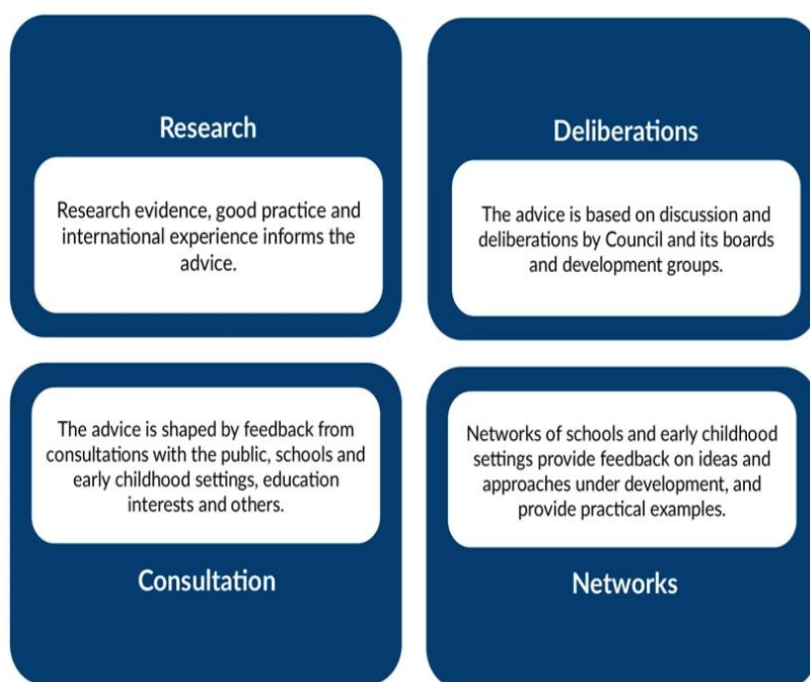 Research
Research evidence, good practice and
international experience informs the
advice.
Deliberations
The advice is based on discussion and
deliberations by Council and its boards
and development groups.
The advice is shaped by feedback from
consultations with the public, schools and
early childhood settings, education
interests and others.
Consultation
Networks of schools and early childhood
settings provide feedback on ideas and
approaches under development, and
provide practical examples.
Networks